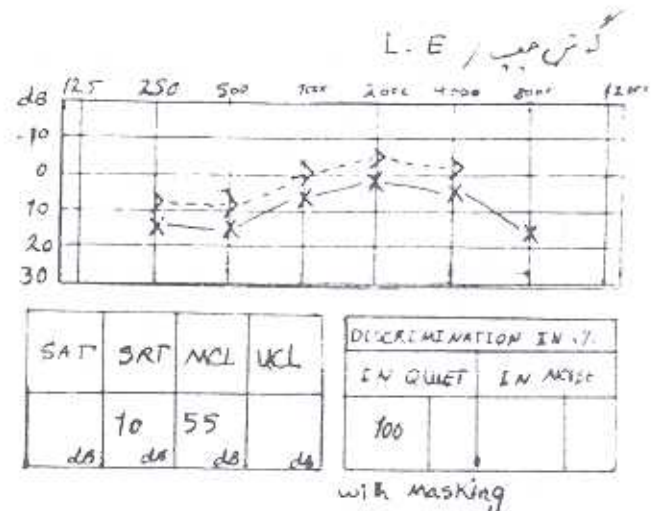 L. E / گوش چپ
dB 125 250 500 1000 2000 4000 8000 12000
-10
0
10
20
30
SAT SRT MCL UCL
10 55
dB dB dB dB
DISCRIMINATION IN %
IN QUIET IN NOISE
100
with Masking